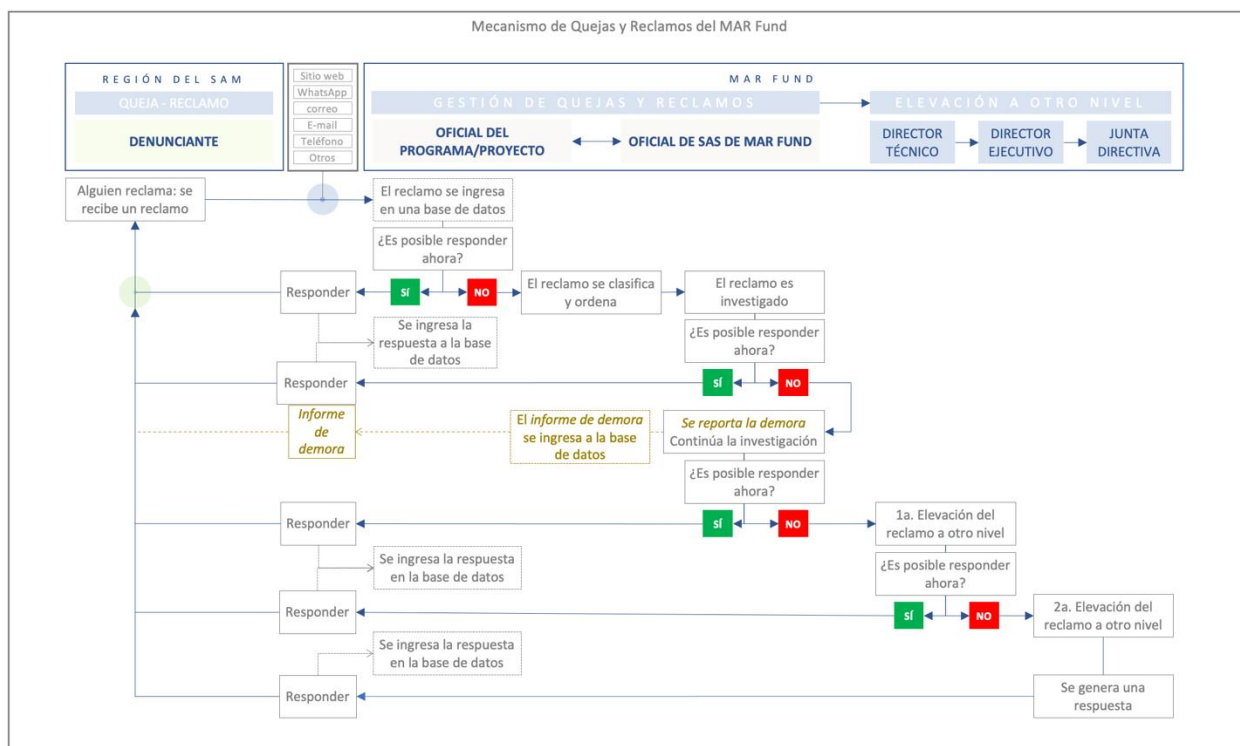 Mecanismo de Quejas y Reclamos del MAR Fund
REGIÓN DEL SAM
QUEJA - RECLAMO
DENUNCIANTE
Sitio web
WhatsApp
correo
E-mail
Teléfono
Otros
MAR FUND
GESTIÓN DE QUEJAS Y RECLAMOS
ELEVACIÓN A OTRO NIVEL
OFICIAL DEL
PROGRAMA/PROYECTO
OFICIAL DE SAS DE MAR FUND
DIRECTOR
TÉCNICO
DIRECTOR
EJECUTIVO
JUNTA
DIRECTIVA
Alguien reclama: se
recibe un reclamo
El reclamo se ingresa
en una base de datos
¿Es posible responder
ahora?
Responder
SÍ
NO
El reclamo se clasifica
y ordena
El reclamo es
investigado
Se ingresa la
respuesta a la base
de datos
¿Es posible responder
ahora?
Responder
SÍ
NO
Informe
de
demora
El informe de demora
se ingresa a la base
de datos
Se reporta la demora
Continúa la investigación
¿Es posible responder
ahora?
Responder
SÍ
NO
1a. Elevación del
reclamo a otro nivel
Se ingresa la respuesta
en la base de datos
¿Es posible responder
ahora?
Responder
SÍ
NO
2a. Elevación del
reclamo a otro nivel
Se ingresa la respuesta
en la base de datos
Responder
Se genera una
respuesta